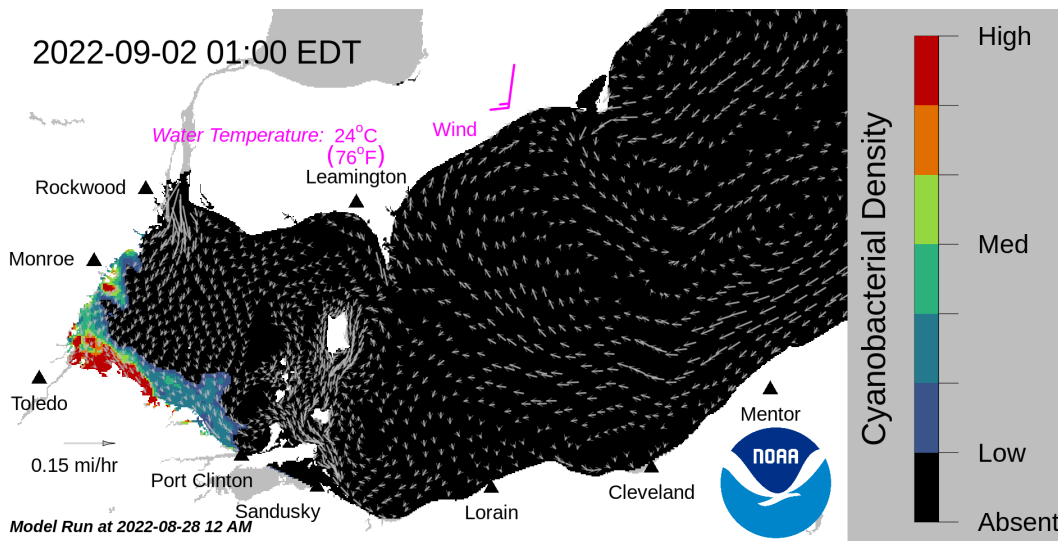 2022-09-02 01:00 EDT
High
Water Temperature: 24°C
(76°F)
Wind
Leamington
Rockwood
Monroe
Med
Cyanobacterial Density
Toledo
Mentor
0.15 mi/hr
NOAA
Low
Port Clinton
Cleveland
Sandusky
Lorain
Model Run at 2022-08-28 12 AM
Absent